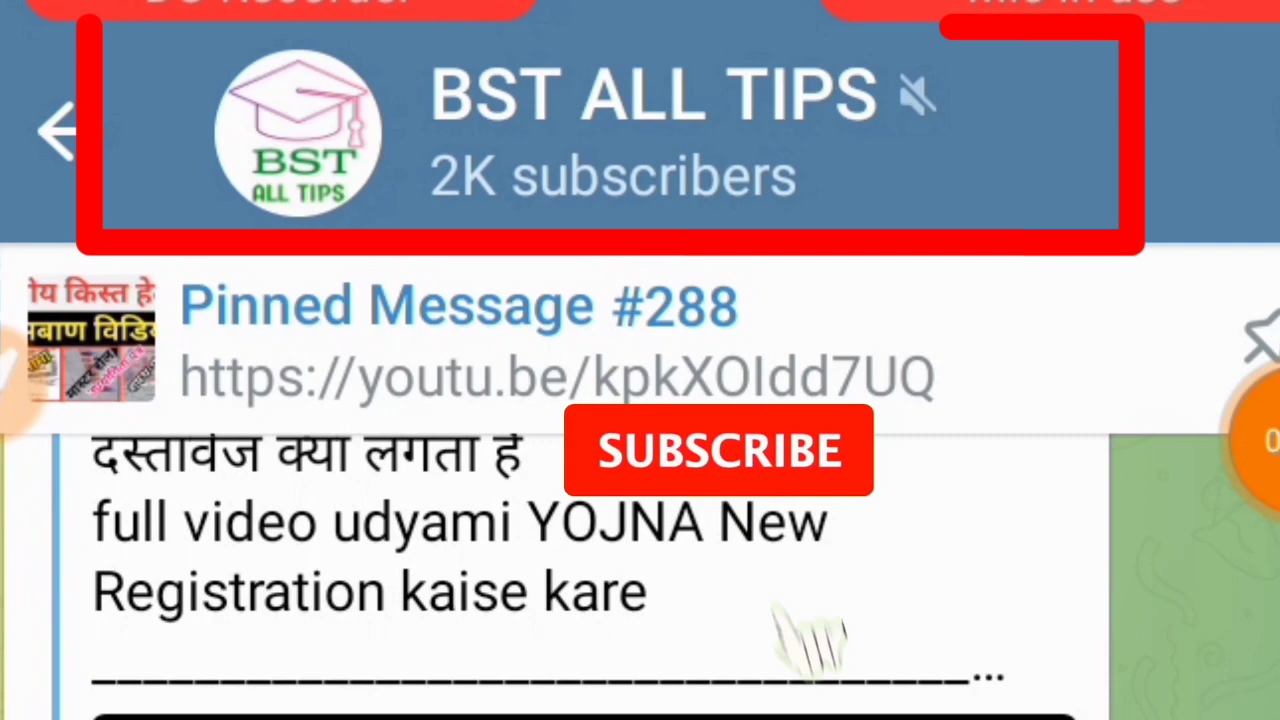 BST ALL TIPS
2K subscribers
BST
ALL TIPS
Pinned Message #288
https://youtu.be/kpkXOIdd7UQ
दस्तावेज क्या लगता है
SUBSCRIBE
full video udyami YOJNA New
Registration kaise kare